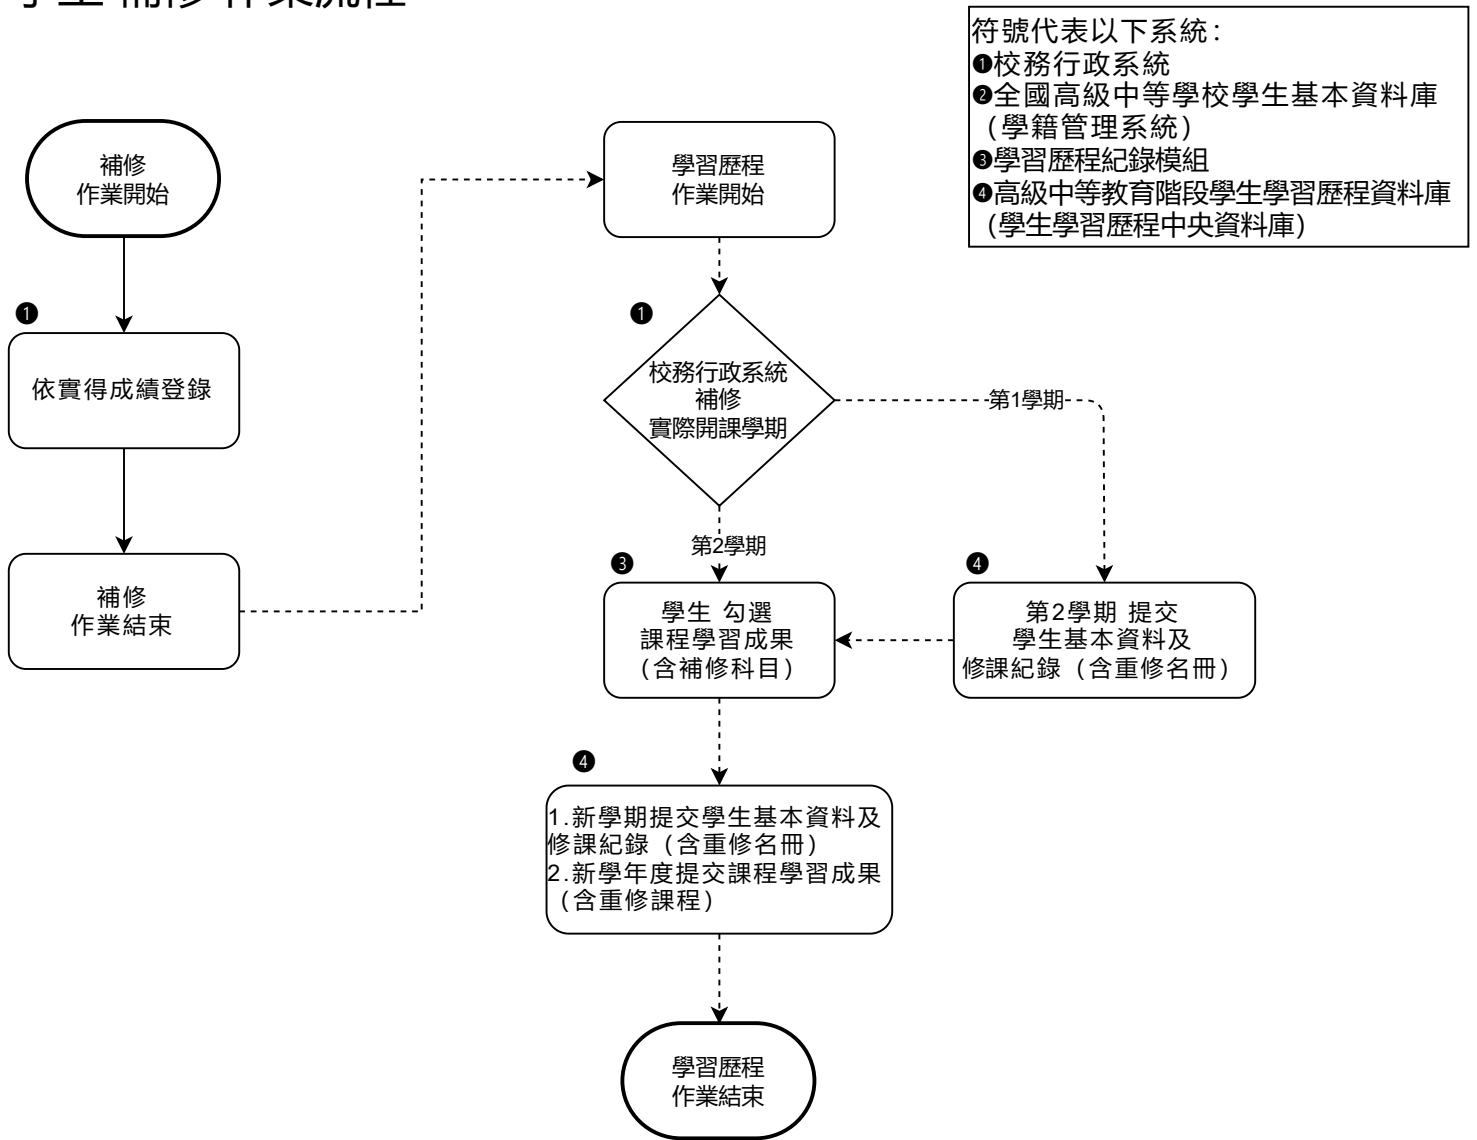 學生 補修 作業流程
符號代表以下系統：
❶校務行政系統
❷全國高級中等學校學生基本資料庫
（學籍管理系統）
❸學習歷程紀錄模組
❹高級中等教育階段學生學習歷程資料庫
（學生學習歷程中央資料庫）
補修
作業開始
❶
依實得成績登錄
補修
作業結束
學習歷程
作業開始
❶
校務行政系統
補修
實際開課學期
第1學期
第2學期
❸
學生 勾選
課程學習成果
（含補修科目）
❹
第2學期 提交
學生基本資料及
修課紀錄（含重修名冊）
❹
1.新學期提交學生基本資料及
修課紀錄（含重修名冊）
2.新學年度提交課程學習成果
（含重修課程）
學習歷程
作業結束